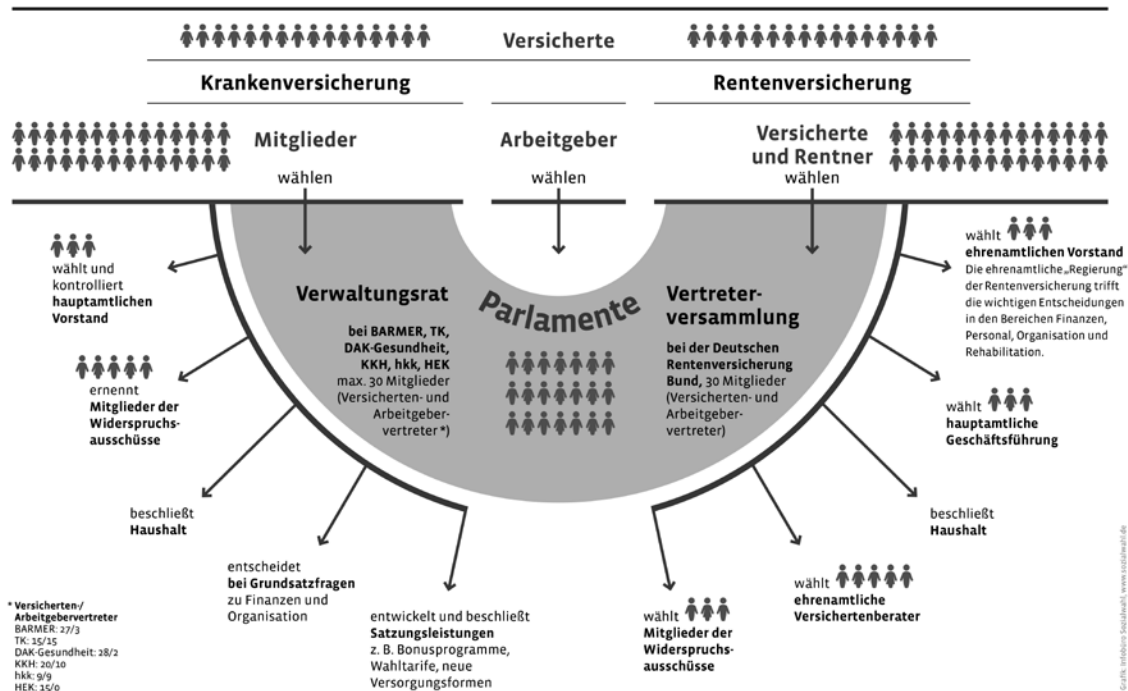 Versicherte
Krankenversicherung
Rentenversicherung
Mitglieder
wählen
Arbeitgeber
wählen
Versicherte
und Rentner
wählen
Parlamente
Verwaltungsrat
bei BARMER, TK,
DAK-Gesundheit,
KKH, hkk, HEK
max. 30 Mitglieder
(Versicherten- und
Arbeitgeber-
vertreter*)
Vertreter-
versammlung
bei der Deutschen
Rentenversicherung
Bund, 30 Mitglieder
(Versicherten- und
Arbeitgeber-
vertreter)
wählt und
kontrolliert
hauptamtlichen
Vorstand
ernennt
Mitglieder der
Widerspruchs-
ausschüsse
beschließt
Haushalt
entscheidet
bei Grundsatzfragen
zu Finanzen und
Organisation
entwickelt und beschließt
Satzungsleistungen
z. B. Bonusprogramme,
Wahltarife, neue
Versorgungsformen
wählt
ehrenamtlichen Vorstand
Die ehrenamtliche „Regierung“
der Rentenversicherung trifft
die wichtigen Entscheidungen
in den Bereichen Finanzen,
Personal, Organisation und
Rehabilitation.
wählt
hauptamtliche
Geschäftsführung
beschließt
Haushalt
wählt
ehrenamtliche
Versichertenberater
wählt
Mitglieder der
Widerspruchs-
ausschüsse
* Versicherten-/
Arbeitgebervertreter
BARMER: 27/3
TK: 15/15
DAK-Gesundheit: 28/2
KKH: 20/10
hkk: 9/9
HEK: 15/0
Grafik: Infobüro Sozialwahl, www.sozialwahl.de